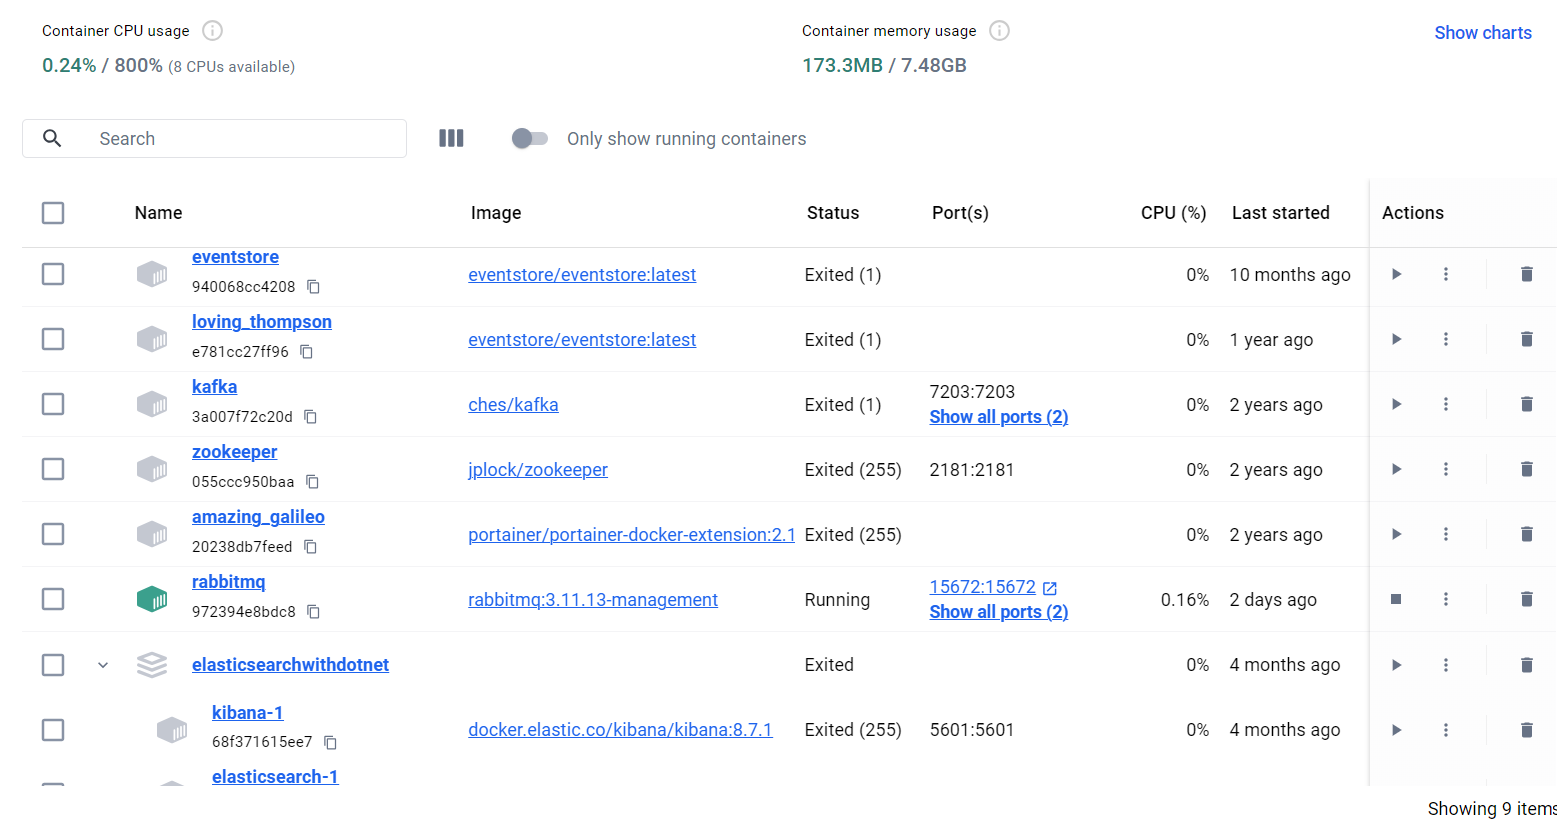 Container CPU usage
0.24% / 800% (8 CPUs available)
Container memory usage
173.3MB / 7.48GB
Show charts
Search
Only show running containers
Name Image Status Port(s) CPU (%) Last started Actions
eventstore
940068cc4208
eventstore/eventstore:latest Exited (1) 0% 10 months ago
loving_thompson
e781cc27ff96
eventstore/eventstore:latest Exited (1) 0% 1 year ago
kafka
3a007f72c20d
ches/kafka Exited (1)
7203:7203
Show all ports (2)
0% 2 years ago
zookeeper
055ccc950baa
jplock/zookeeper Exited (255) 2181:2181 0% 2 years ago
amazing_galileo
20238db7feed
portainer/portainer-docker-extension:2.1 Exited (255) 0% 2 years ago
rabbitmq
972394e8bdc8
rabbitmq:3.11.13-management Running
15672:15672
Show all ports (2)
0.16% 2 days ago
elasticsearchwithdotnet Exited 0% 4 months ago
kibana-1
68f371615ee7
docker.elastic.co/kibana/kibana:8.7.1 Exited (255) 5601:5601 0% 4 months ago
elasticsearch-1
Showing 9 items